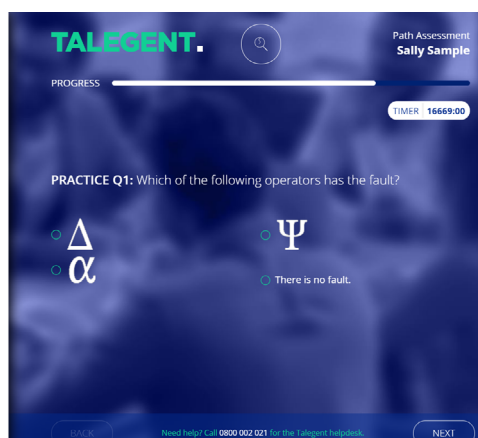 TALEGENT.
Path Assessment
Sally Sample
PROGRESS
TIMER 16669:00
PRACTICE Q1: Which of the following operators has the fault?
Δ
Ψ
α
There is no fault.
BACK
Need help? Call 0800 002 021 for the Talegent helpdesk.
NEXT